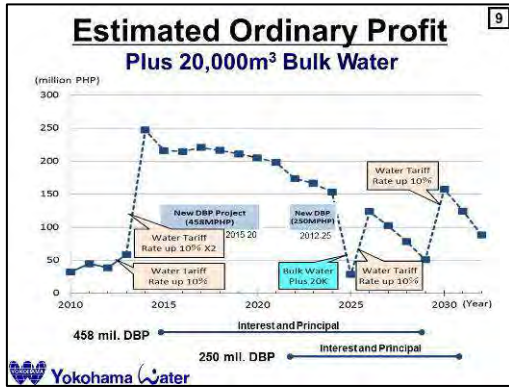 9
Estimated Ordinary Profit
Plus 20,000m³ Bulk Water
(million PHP)
300
250
200
150
100
50
0
Water Tariff
Rate up 10%
New DBP Project
(458MPHP)
2015 20
New DBP
(250MPHP)
2012.25
Water Tariff
Rate up 10% X2
Water Tariff
Rate up 10%
Bulk Water
Plus 20K
Water Tariff
Rate up 10%
2010 2015 2020 2025 2030 (Year)
458 mil. DBP
Interest and Principal
250 mil. DBP
Interest and Principal
Yokohama Water